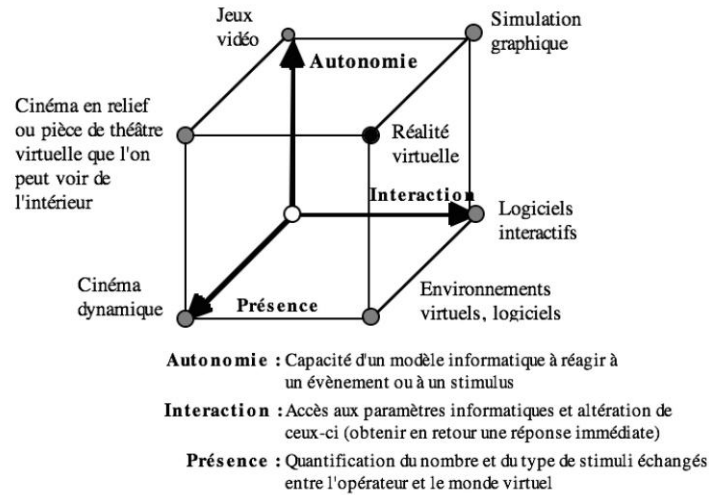 Jeux
vidéo
Simulation
graphique
Autonomie
Cinéma en relief
ou pièce de théâtre
virtuelle que l'on
peut voir de
l'intérieur
Réalité
virtuelle
Interaction
Logiciels
interactifs
Cinéma
dynamique
Présence
Environnements
virtuels, logiciels
Autonomie : Capacité d'un modèle informatique à réagir à
un évènement ou à un stimulus
Interaction : Accès aux paramètres informatiques et altération de
ceux-ci (obtenir en retour une réponse immédiate)
Présence : Quantification du nombre et du type de stimuli échangés
entre l'opérateur et le monde virtuel